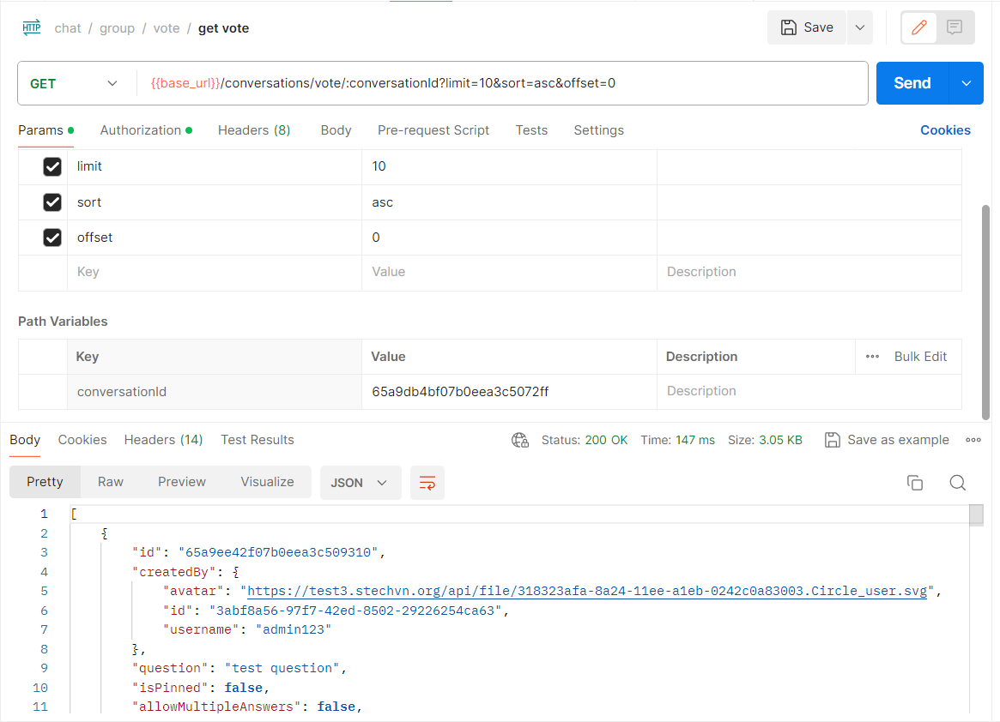 HTTP chat / group / vote / get vote Save
GET {{base_url}}/conversations/vote/:conversationId?limit=10&sort=asc&offset=0 Send
Params Authorization Headers (8) Body Pre-request Script Tests Settings Cookies
limit 10
sort asc
offset 0
Key Value Description
Path Variables
Key Value Description ••• Bulk Edit
conversationId 65a9db4bf07b0eea3c5072ff Description
Body Cookies Headers (14) Test Results Status: 200 OK Time: 147 ms Size: 3.05 KB Save as example
Pretty Raw Preview Visualize JSON
1 [
2 {
3 "id": "65a9ee42f07b0eea3c509310",
4 "createdBy": {
5 "avatar": "https://test3.stechvn.org/api/file/318323afa-8a24-11ee-a1eb-0242c0a83003.Circle_user.svg",
6 "id": "3abf8a56-97f7-42ed-8502-29226254ca63",
7 "username": "admin123"
8 },
9 "question": "test question",
10 "isPinned": false,
11 "allowMultipleAnswers": false,